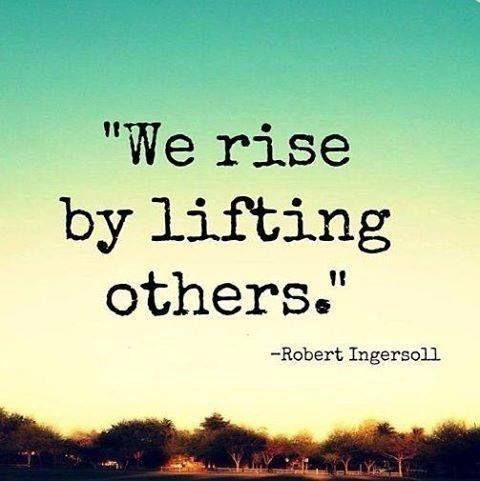 "We rise
by lifting
others."
-Robert Ingersoll